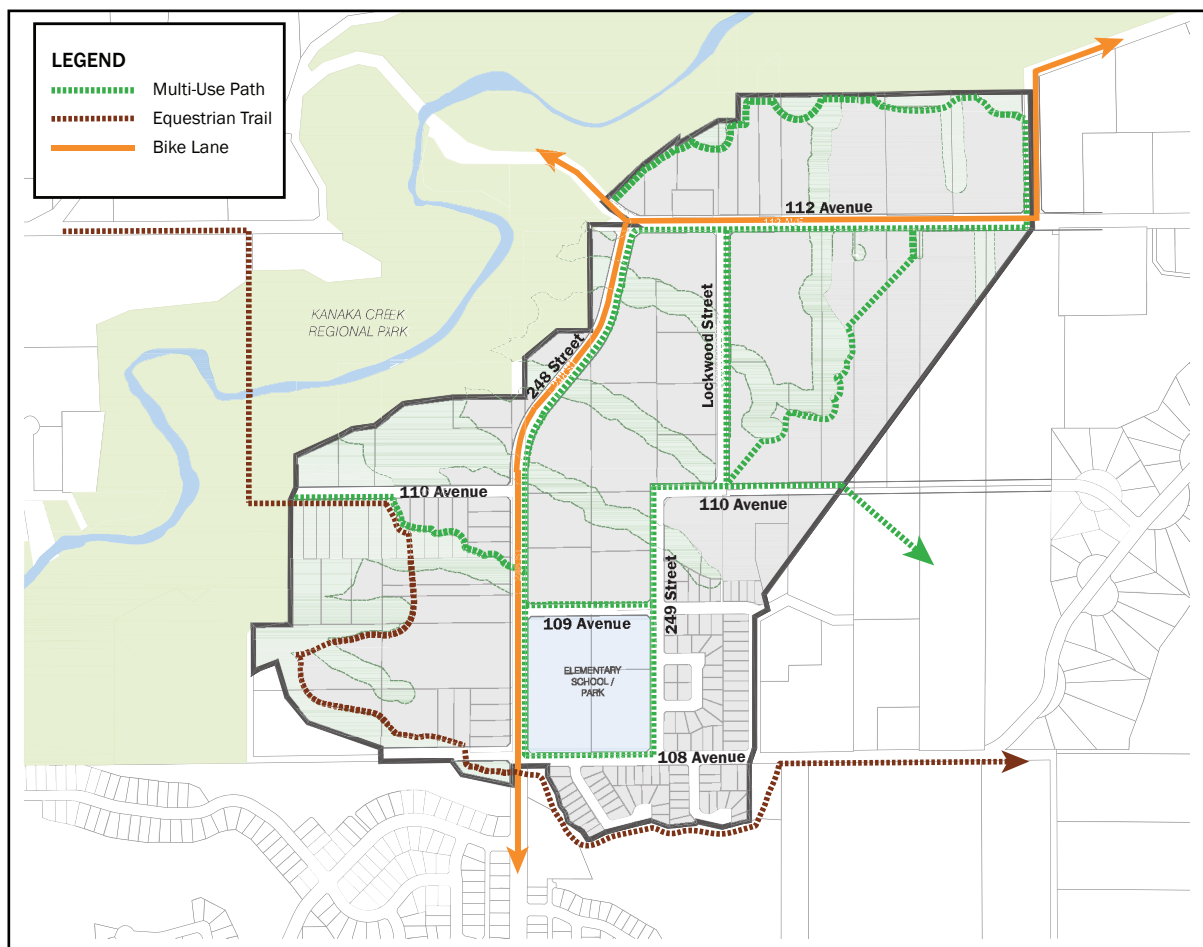 LEGEND
Multi-Use Path
Equestrian Trail
Bike Lane
112 Avenue
KANAKA CREEK
REGIONAL PARK
248 Street
Lockwood Street
110 Avenue
110 Avenue
249 Street
109 Avenue
ELEMENTARY
SCHOOL /
PARK
108 Avenue